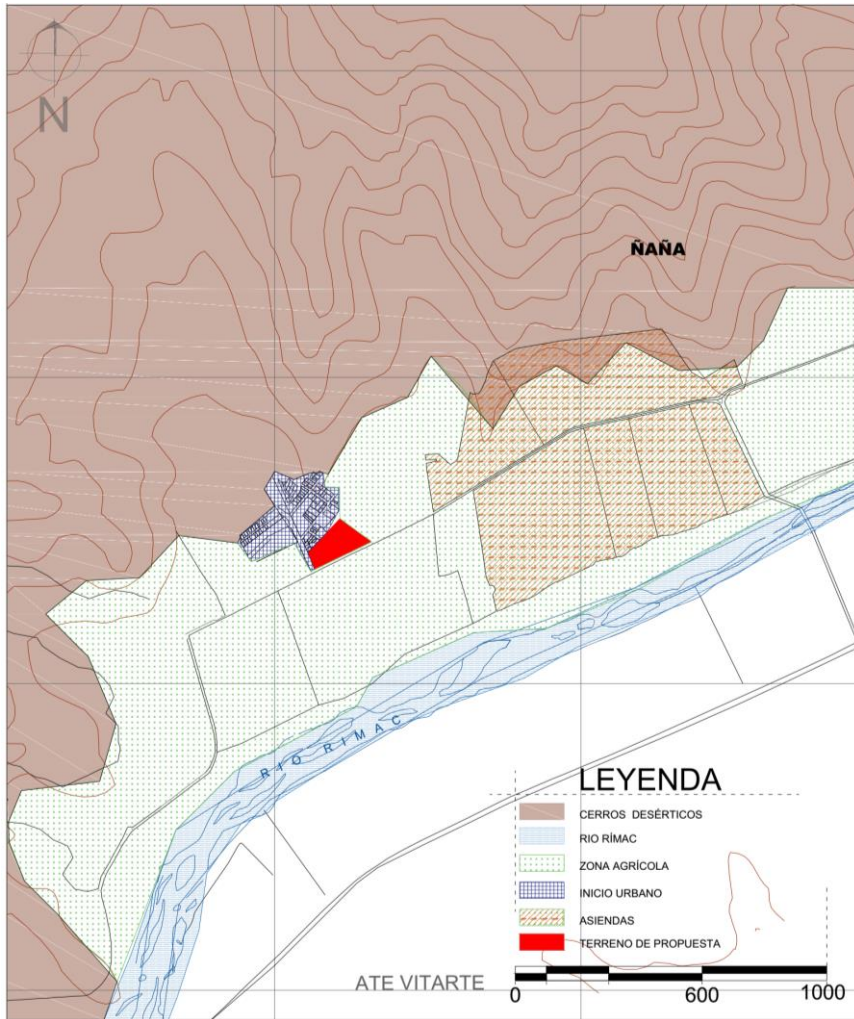 N
ÑAÑA
RIO RIMAC
LEYENDA
CERROS DESÉRTICOS
RIO RÍMAC
ZONA AGRÍCOLA
INICIO URBANO
ASIENDAS
TERRENO DE PROPUESTA
ATE VITARTE
0 600 1000